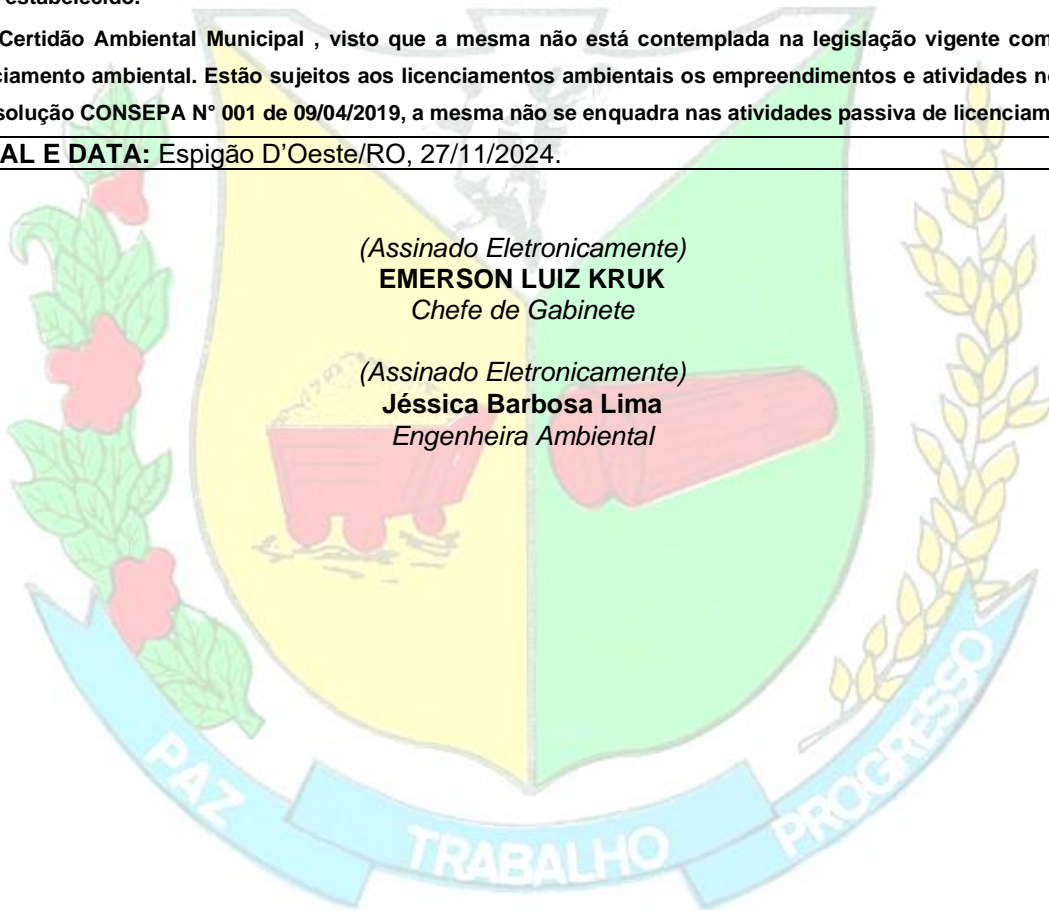 estabelecido.
Certidão Ambiental Municipal , visto que a mesma não está contemplada na legislação vigente com
ciamento ambiental. Estão sujeitos aos licenciamentos ambientais os empreendimentos e atividades no
solução CONSEPA N° 001 de 09/04/2019, a mesma não se enquadra nas atividades passiva de licenciam
AL E DATA: Espigão D’Oeste/RO, 27/11/2024.
(Assinado Eletronicamente)
EMERSON LUIZ KRUK
Chefe de Gabinete
(Assinado Eletronicamente)
Jéssica Barbosa Lima
Engenheira Ambiental
PAZ
TRABALHO
PROGRESSO